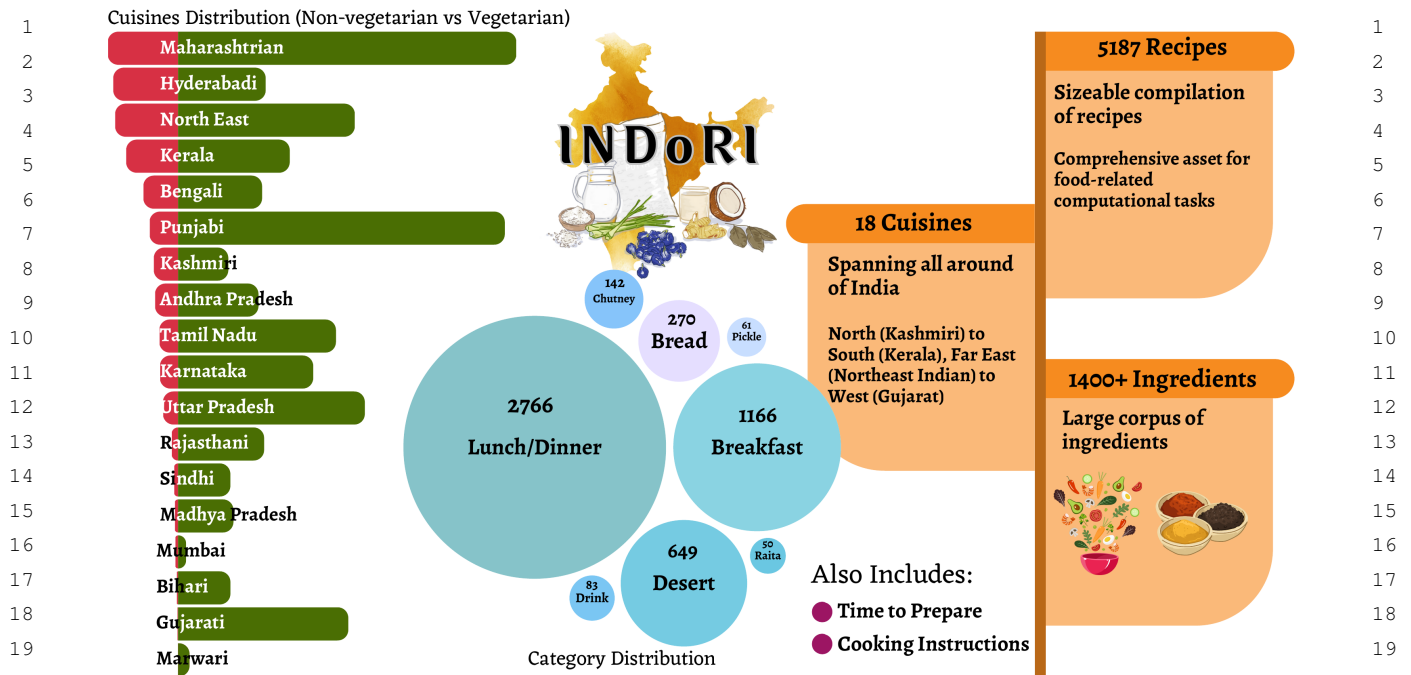 Cuisines Distribution (Non-vegetarian vs Vegetarian)
Maharashtrian
Hyderabadi
North East
Kerala
Bengali
Punjabi
Kashmiri
Andhra Pradesh
Tamil Nadu
Karnataka
Uttar Pradesh
Rajasthani
Sindhi
Madhya Pradesh
Mumbai
Bihari
Gujarati
Marwari
1
2
3
4
5
6
7
8
9
10
11
12
13
14
15
16
17
18
19
INDoRI
142
Chutney
270
Bread
61
Pickle
2766
Lunch/Dinner
1166
Breakfast
649
Desert
50
Raita
83
Drink
Category Distribution
18 Cuisines
Spanning all around
of India
North (Kashmiri) to
South (Kerala), Far East
(Northeast Indian) to
West (Gujarat)
Also Includes:
Time to Prepare
Cooking Instructions
5187 Recipes
Sizeable compilation
of recipes
Comprehensive asset for
food-related
computational tasks
1400+ Ingredients
Large corpus of
ingredients
1
2
3
4
5
6
7
8
9
10
11
12
13
14
15
16
17
18
19